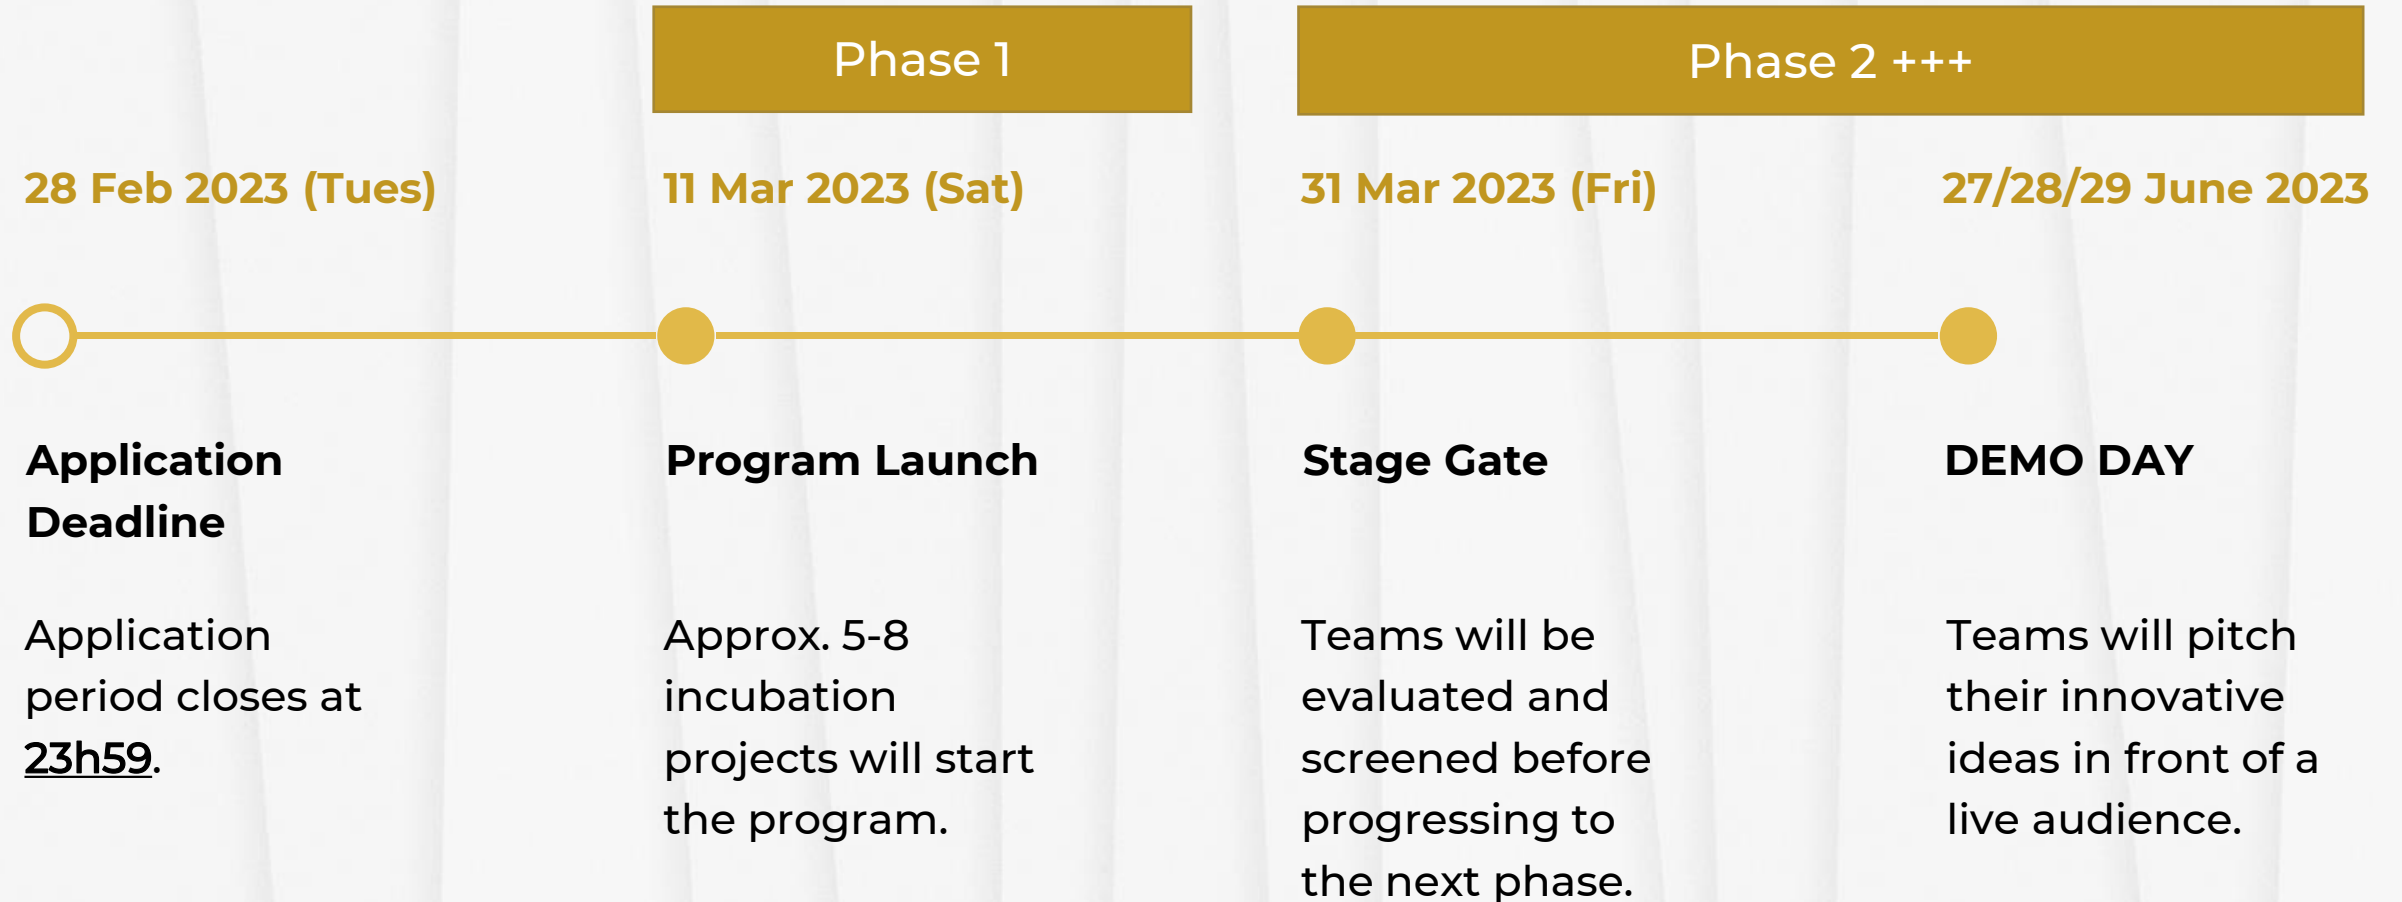 Phase 1
Phase 2 +++
28 Feb 2023 (Tues)
11 Mar 2023 (Sat)
31 Mar 2023 (Fri)
27/28/29 June 2023
Application
Deadline
Application
period closes at
23h59.
Program Launch
Approx. 5-8
incubation
projects will start
the program.
Stage Gate
Teams will be
evaluated and
screened before
progressing to
the next phase.
DEMO DAY
Teams will pitch
their innovative
ideas in front of a
live audience.